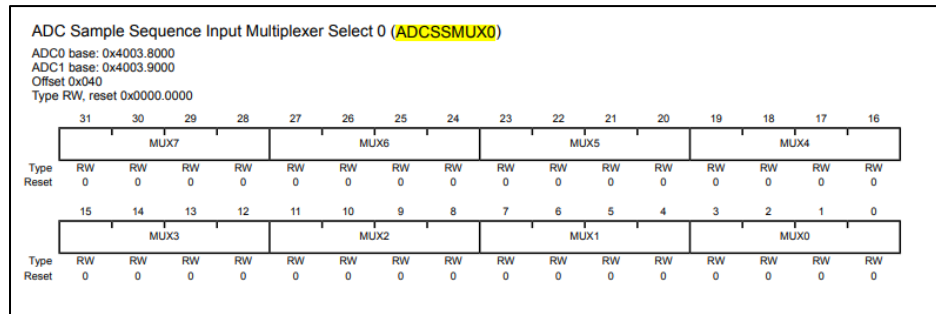 ADC Sample Sequence Input Multiplexer Select 0 (ADCSSMUX0)
ADC0 base: 0x4003.8000
ADC1 base: 0x4003.9000
Offset 0x040
Type RW, reset 0x0000.0000
31 30 29 28 27 26 25 24 23 22 21 20 19 18 17 16
MUX7 MUX6 MUX5 MUX4
Type RW RW RW RW RW RW RW RW RW RW RW RW RW RW RW RW
Reset 0 0 0 0 0 0 0 0 0 0 0 0 0 0 0 0
15 14 13 12 11 10 9 8 7 6 5 4 3 2 1 0
MUX3 MUX2 MUX1 MUX0
Type RW RW RW RW RW RW RW RW RW RW RW RW RW RW RW RW
Reset 0 0 0 0 0 0 0 0 0 0 0 0 0 0 0 0